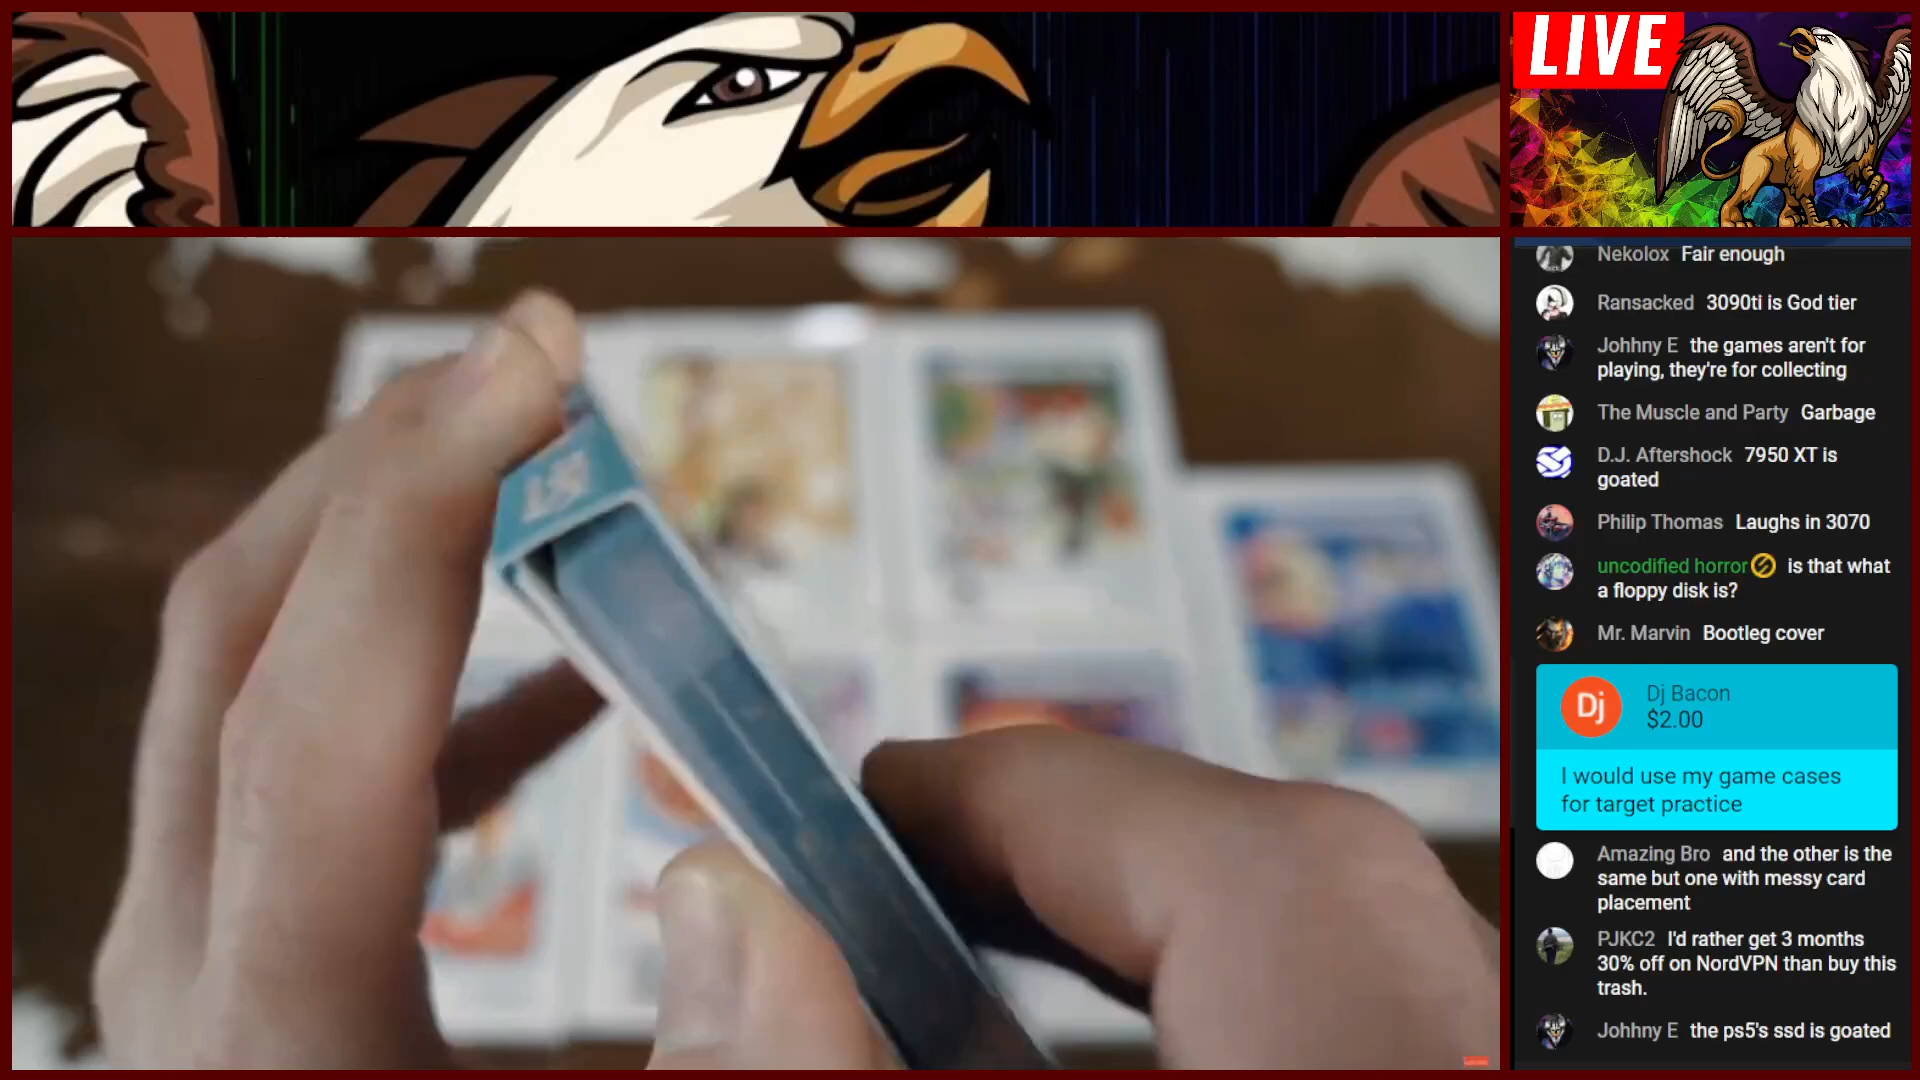 LIVE
Nekolox Fair enough
Ransacked 3090ti is God tier
Johhny E the games aren't for
playing, they're for collecting
The Muscle and Party Garbage
D.J. Aftershock 7950 XT is
goated
Philip Thomas Laughs in 3070
uncodified horror is that what
a floppy disk is?
Mr. Marvin Bootleg cover
Dj
Dj Bacon
$2.00
I would use my game cases
for target practice
Amazing Bro and the other is the
same but one with messy card
placement
PJKC2 I'd rather get 3 months
30% off on NordVPN than buy this
trash.
Johhny E the ps5's ssd is goated